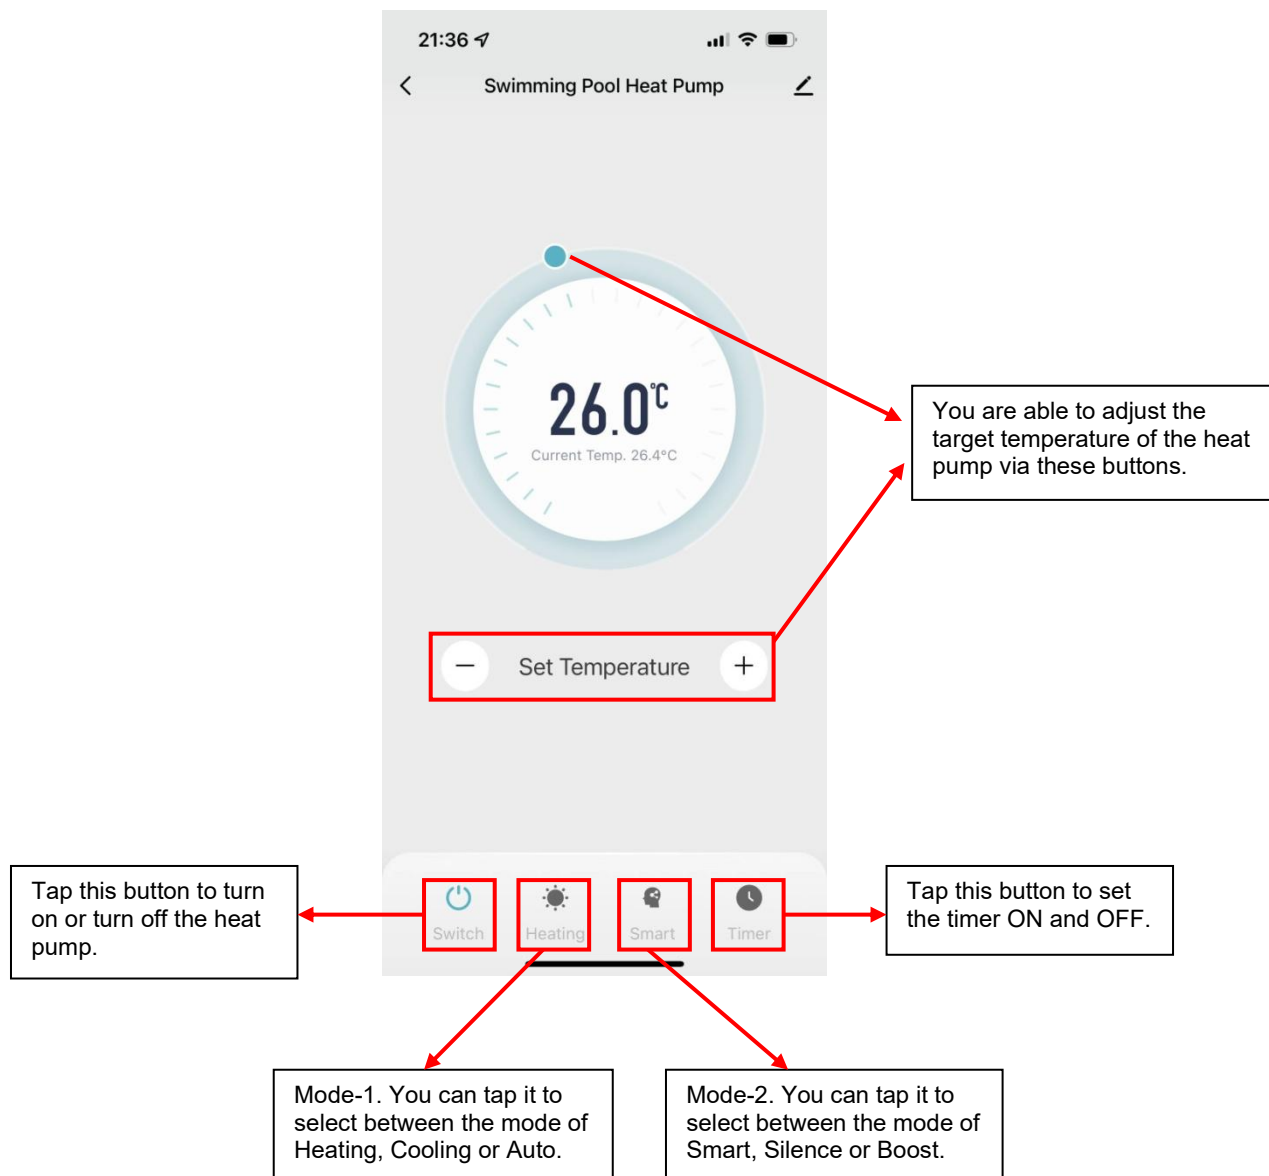 21:36
Swimming Pool Heat Pump
26.0°C
Current Temp. 26.4°C
You are able to adjust the
target temperature of the heat
pump via these buttons.
− Set Temperature +
Tap this button to turn
on or turn off the heat
pump.
Switch Heating Smart Timer
Tap this button to set
the timer ON and OFF.
Mode-1. You can tap it to
select between the mode of
Heating, Cooling or Auto.
Mode-2. You can tap it to
select between the mode of
Smart, Silence or Boost.